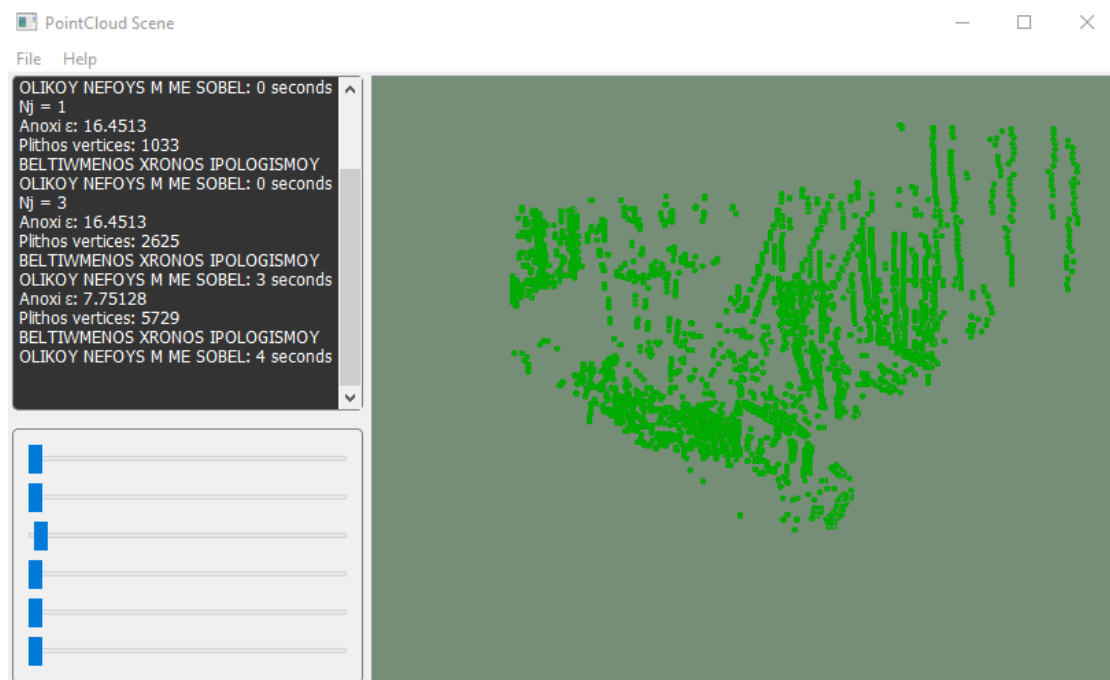 PointCloud Scene
File Help
OLIKOY NEFOYS M ME SOBEL: 0 seconds
Nj = 1
Anoxi ε: 16.4513
Plithos vertices: 1033
BELTIWMENOS XRONOS IPOLOGISMOY
OLIKOY NEFOYS M ME SOBEL: 0 seconds
Nj = 3
Anoxi ε: 16.4513
Plithos vertices: 2625
BELTIWMENOS XRONOS IPOLOGISMOY
OLIKOY NEFOYS M ME SOBEL: 3 seconds
Anoxi ε: 7.75128
Plithos vertices: 5729
BELTIWMENOS XRONOS IPOLOGISMOY
OLIKOY NEFOYS M ME SOBEL: 4 seconds